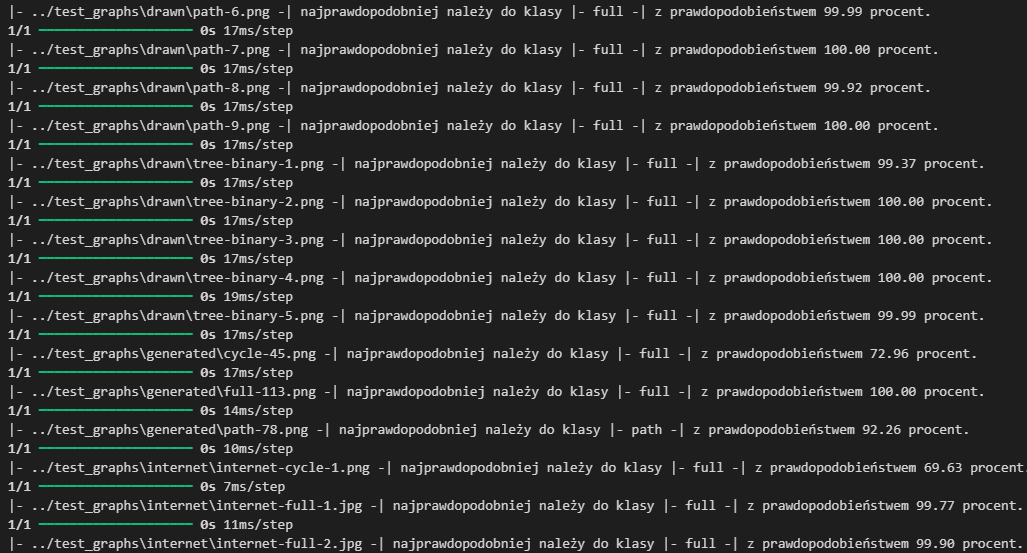 |- ../test_graphs\drawn\path-6.png -| najprawdopodobniej należy do klasy |- full -| z prawdopodobieństwem 99.99 procent.
1/1 ━━━━━━━━━━━━━━━━━━━━ 0s 17ms/step
|- ../test_graphs\drawn\path-7.png -| najprawdopodobniej należy do klasy |- full -| z prawdopodobieństwem 100.00 procent.
1/1 ━━━━━━━━━━━━━━━━━━━━ 0s 17ms/step
|- ../test_graphs\drawn\path-8.png -| najprawdopodobniej należy do klasy |- full -| z prawdopodobieństwem 99.92 procent.
1/1 ━━━━━━━━━━━━━━━━━━━━ 0s 17ms/step
|- ../test_graphs\drawn\path-9.png -| najprawdopodobniej należy do klasy |- full -| z prawdopodobieństwem 100.00 procent.
1/1 ━━━━━━━━━━━━━━━━━━━━ 0s 17ms/step
|- ../test_graphs\drawn\tree-binary-1.png -| najprawdopodobniej należy do klasy |- full -| z prawdopodobieństwem 99.37 procent.
1/1 ━━━━━━━━━━━━━━━━━━━━ 0s 17ms/step
|- ../test_graphs\drawn\tree-binary-2.png -| najprawdopodobniej należy do klasy |- full -| z prawdopodobieństwem 100.00 procent.
1/1 ━━━━━━━━━━━━━━━━━━━━ 0s 17ms/step
|- ../test_graphs\drawn\tree-binary-3.png -| najprawdopodobniej należy do klasy |- full -| z prawdopodobieństwem 100.00 procent.
1/1 ━━━━━━━━━━━━━━━━━━━━ 0s 17ms/step
|- ../test_graphs\drawn\tree-binary-4.png -| najprawdopodobniej należy do klasy |- full -| z prawdopodobieństwem 100.00 procent.
1/1 ━━━━━━━━━━━━━━━━━━━━ 0s 19ms/step
|- ../test_graphs\drawn\tree-binary-5.png -| najprawdopodobniej należy do klasy |- full -| z prawdopodobieństwem 99.99 procent.
1/1 ━━━━━━━━━━━━━━━━━━━━ 0s 17ms/step
|- ../test_graphs\generated\cycle-45.png -| najprawdopodobniej należy do klasy |- full -| z prawdopodobieństwem 72.96 procent.
1/1 ━━━━━━━━━━━━━━━━━━━━ 0s 17ms/step
|- ../test_graphs\generated\full-113.png -| najprawdopodobniej należy do klasy |- full -| z prawdopodobieństwem 100.00 procent.
1/1 ━━━━━━━━━━━━━━━━━━━━ 0s 14ms/step
|- ../test_graphs\generated\path-78.png -| najprawdopodobniej należy do klasy |- path -| z prawdopodobieństwem 92.26 procent.
1/1 ━━━━━━━━━━━━━━━━━━━━ 0s 10ms/step
|- ../test_graphs\internet\internet-cycle-1.png -| najprawdopodobniej należy do klasy |- full -| z prawdopodobieństwem 69.63 procent.
1/1 ━━━━━━━━━━━━━━━━━━━━ 0s 7ms/step
|- ../test_graphs\internet\internet-full-1.jpg -| najprawdopodobniej należy do klasy |- full -| z prawdopodobieństwem 99.77 procent.
1/1 ━━━━━━━━━━━━━━━━━━━━ 0s 11ms/step
|- ../test_graphs\internet\internet-full-2.jpg -| najprawdopodobniej należy do klasy |- full -| z prawdopodobieństwem 99.90 procent.